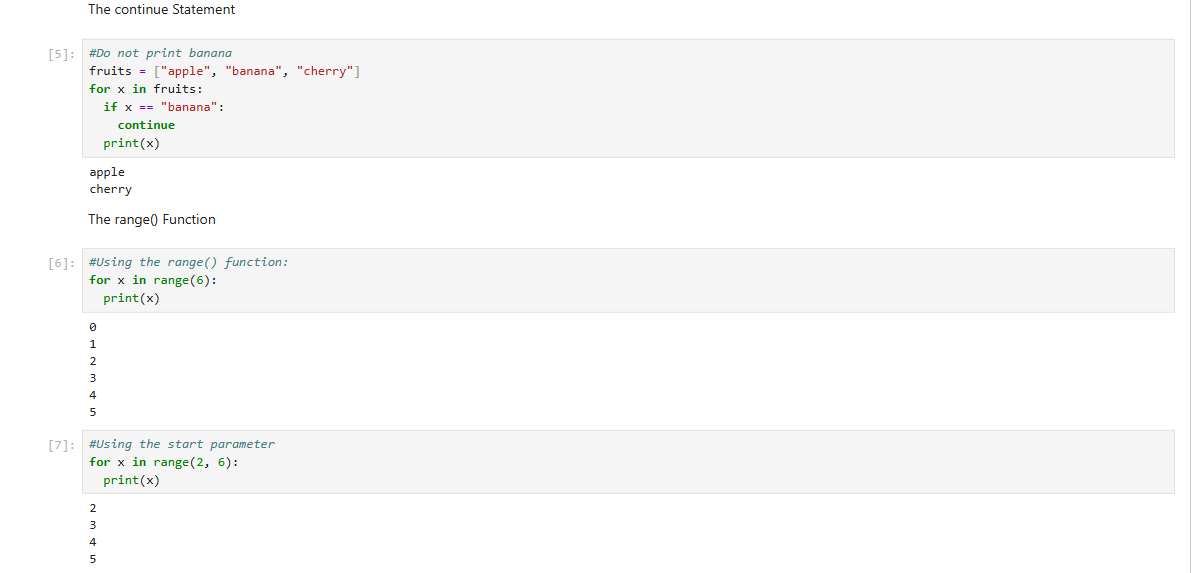 The continue Statement
[5]:
#Do not print banana
fruits = ["apple", "banana", "cherry"]
for x in fruits:
  if x == "banana":
    continue
  print(x)
apple
cherry
The range() Function
[6]:
#Using the range() function:
for x in range(6):
  print(x)
0
1
2
3
4
5
[7]:
#Using the start parameter
for x in range(2, 6):
  print(x)
2
3
4
5